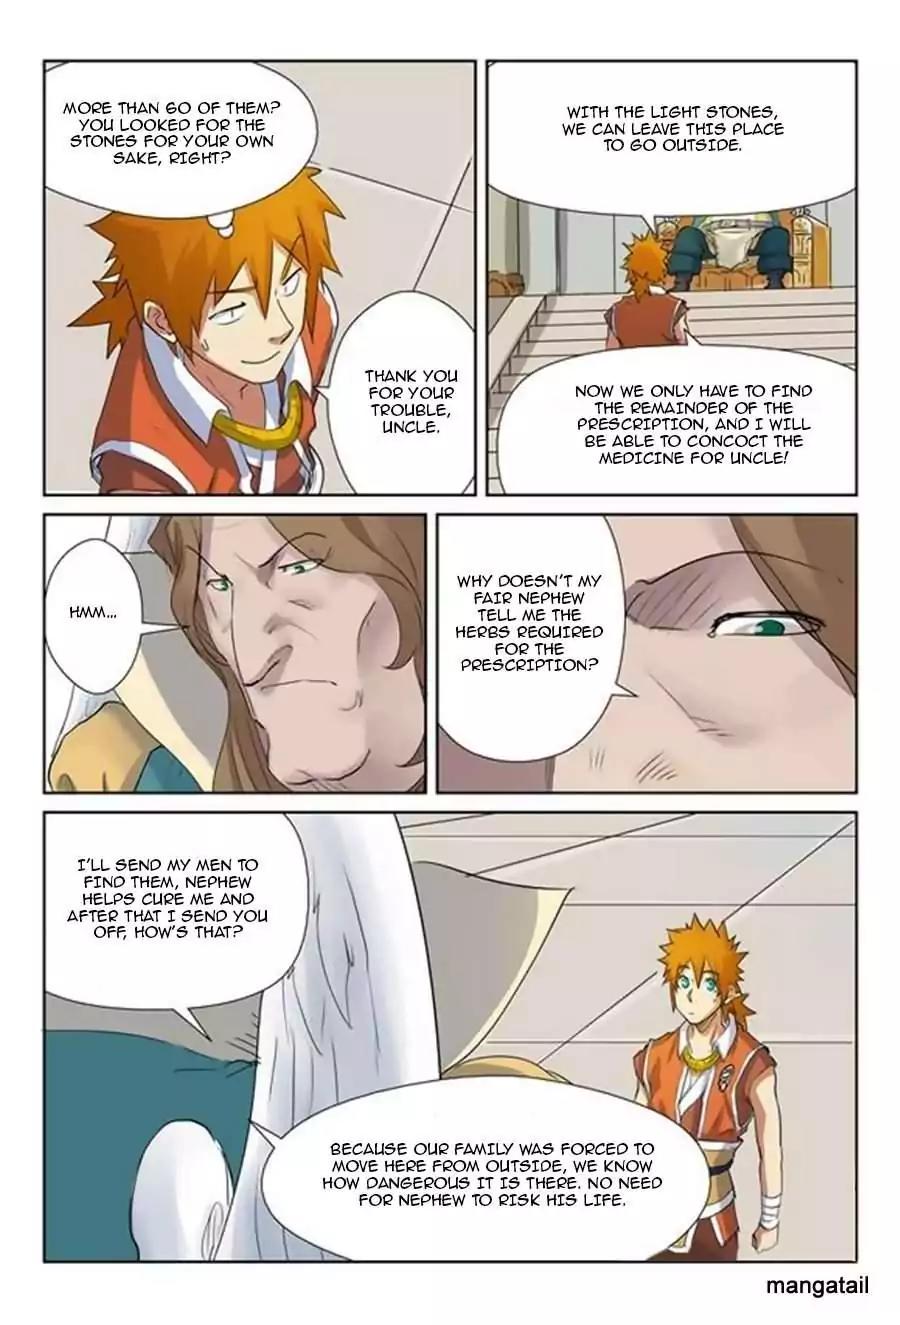 MORE THAN 60 OF THEM?
YOU LOOKED FOR THE
STONES FOR YOUR OWN
SAKE, RIGHT?
THANK YOU
FOR YOUR
TROUBLE,
UNCLE.
WITH THE LIGHT STONES,
WE CAN LEAVE THIS PLACE
TO GO OUTSIDE.
NOW WE ONLY HAVE TO FIND
THE REMAINDER OF THE
PRESCRIPTION, AND I WILL
BE ABLE TO CONCOCT THE
MEDICINE FOR UNCLE!
HMM...
WHY DOESN'T MY
FAIR NEPHEW
TELL ME THE
HERBS REQUIRED
FOR THE
PRESCRIPTION?
I'LL SEND MY MEN TO
FIND THEM, NEPHEW
HELPS CURE ME AND
AFTER THAT I SEND YOU
OFF, HOW'S THAT?
BECAUSE OUR FAMILY WAS FORCED TO
MOVE HERE FROM OUTSIDE, WE KNOW
HOW DANGEROUS IT IS THERE. NO NEED
FOR NEPHEW TO RISK HIS LIFE.
mangatail